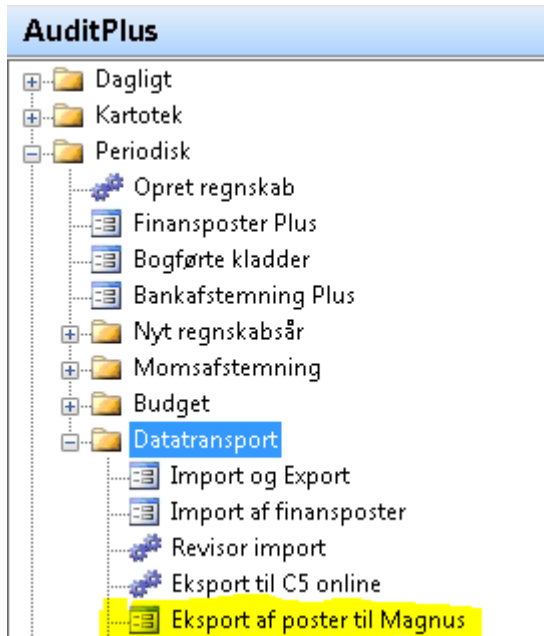 AuditPlus
Dagligt
Kartotek
Periodisk
Opret regnskab
Finansposter Plus
Bogførte kladder
Bankafstemning Plus
Nyt regnskabsår
Momsafstemning
Budget
Datatransport
Import og Export
Import af finansposter
Revisor import
Eksport til C5 online
Eksport af poster til Magnus